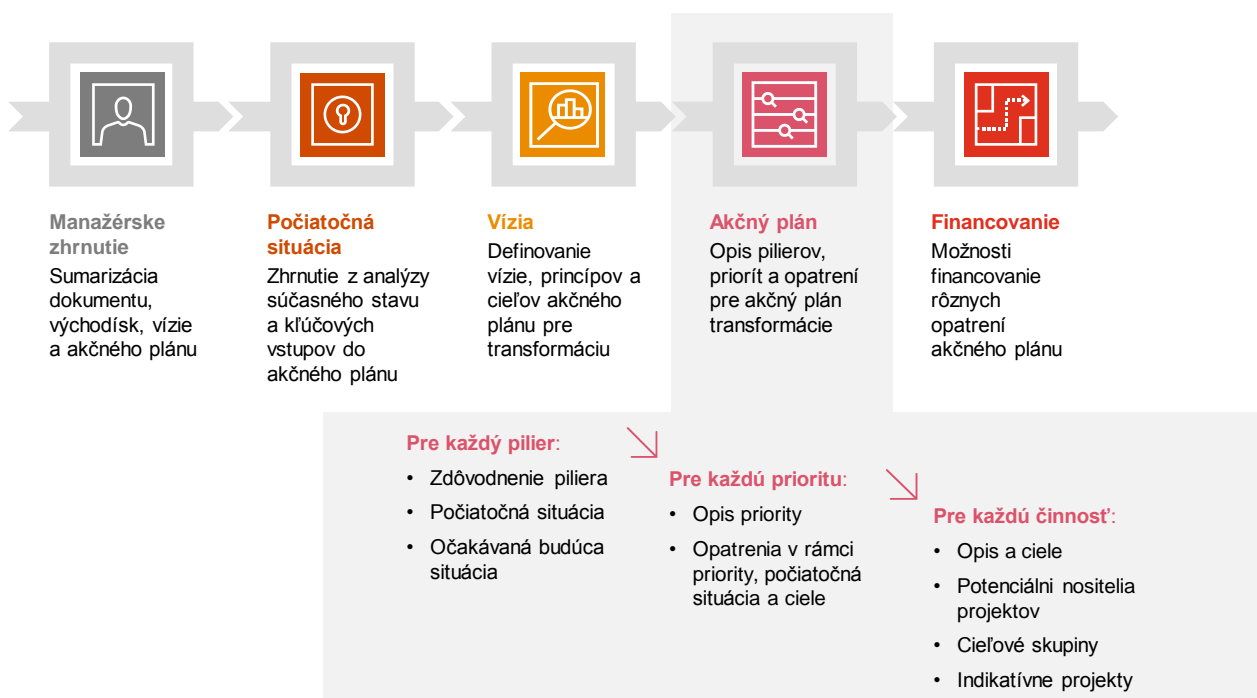 Manažérske
zhrnutie
Sumarizácia
dokumentu,
východísk, vízie
a akčného plánu
Počiatočná
situácia
Zhrnutie z analýzy
súčasného stavu
a kľúčových
vstupov do
akčného plánu
Vízia
Definovanie
vízie, princípov a
cieľov akčného
plánu pre
transformáciu
Akčný plán
Opis pilierov,
priorít a opatrení
pre akčný plán
transformácie
Financovanie
Možnosti
financovanie
rôznych
opatrení
akčného plánu
Pre každý pilier:
• Zdôvodnenie piliera
• Počiatočná situácia
• Očakávaná budúca
situácia
Pre každú prioritu:
• Opis priority
• Opatrenia v rámci
priority, počiatočná
situácia a ciele
Pre každú činnosť:
• Opis a ciele
• Potenciálni nositelia
projektov
• Cieľové skupiny
• Indikatívne projekty